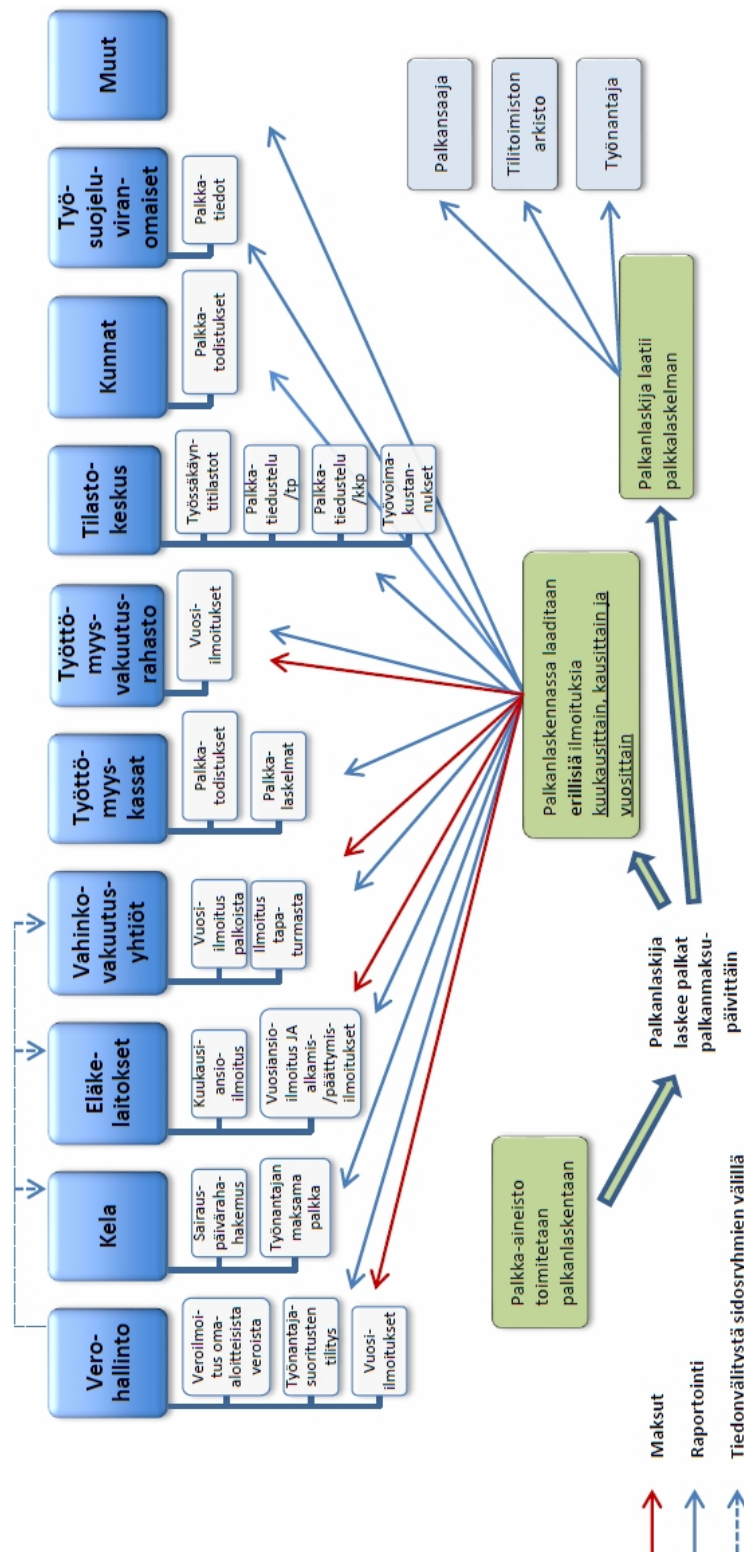 Vero-
hallinto
Veroilmoi-
tus oma-
aloitteisista
veroista
Työnantaja-
suoritusten
tilitys
Vuosi-
ilmoitukset
Kela
Sairaus-
päiväraha-
hakemus
Työnantajan
maksama
palkka
Eläke-
laitokset
Kuukausi-
ansio-
ilmoitus
Vuosiansio-
ilmoitus JA
alkamis-
/päättymis-
ilmoitukset
Vahinko-
vakuutus-
yhtiöt
Vuosi-
ilmoitus
palkoista
Ilmoitus
tapa-
turmasta
Työttö-
myys-
kassat
Palkka-
todistukset
Palkka-
laskelmat
Työttö-
myys-
vakuutus-
rahasto
Vuosi-
ilmoitukset
Tilasto-
keskus
Työssäkäyn-
titilastot
Palkka-
tiedustelu
/tp
Palkka-
tiedustelu
/kkp
Työvoima-
kustan-
nukset
Kunnat
Palkka-
todistukset
Työ-
suojelu-
viran-
omaiset
Palkka-
tiedot
Muut
Palkka-aineisto
toimitetaan
palkanlaskentaan
Palkanlaskija
laskee palkat
palkanmaksu-
päivittäin
Palkanlaskennassa laaditaan
erillisiä ilmoituksia
kuukausittain, kausittain ja
vuosittain
Palkanlaskija laatii
palkkalaskelman
Palkansaaja
Tilitoimiston
arkisto
Työnantaja
Maksut
Raportointi
Tiedonvälitystä sidosryhmien välillä